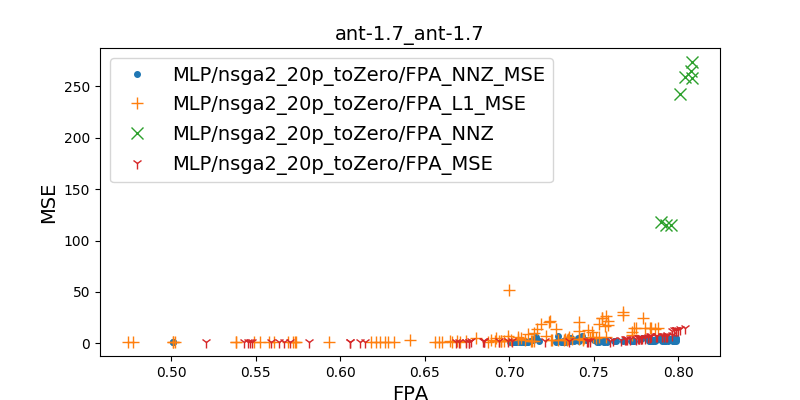 ant-1.7_ant-1.7
MLP/nsga2_20p_toZero/FPA_NNZ_MSE
MLP/nsga2_20p_toZero/FPA_L1_MSE
MLP/nsga2_20p_toZero/FPA_NNZ
MLP/nsga2_20p_toZero/FPA_MSE
MSE
250
200
150
100
50
0
0.50 0.55 0.60 0.65 0.70 0.75 0.80
FPA